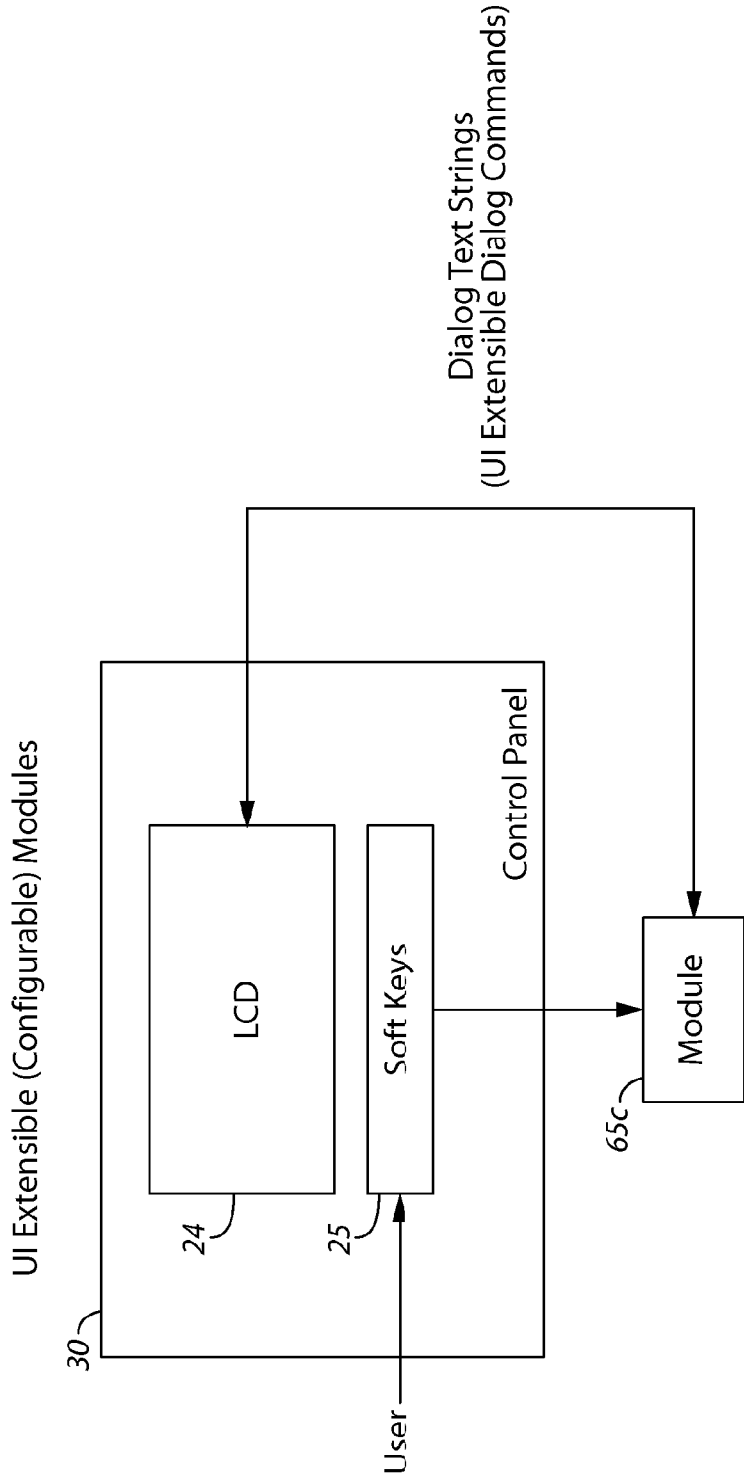 UI Extensible (Configurable) Modules
30
24
LCD
25
Soft Keys
User
Control Panel
65c
Module
Dialog Text Strings
(UI Extensible Dialog Commands)